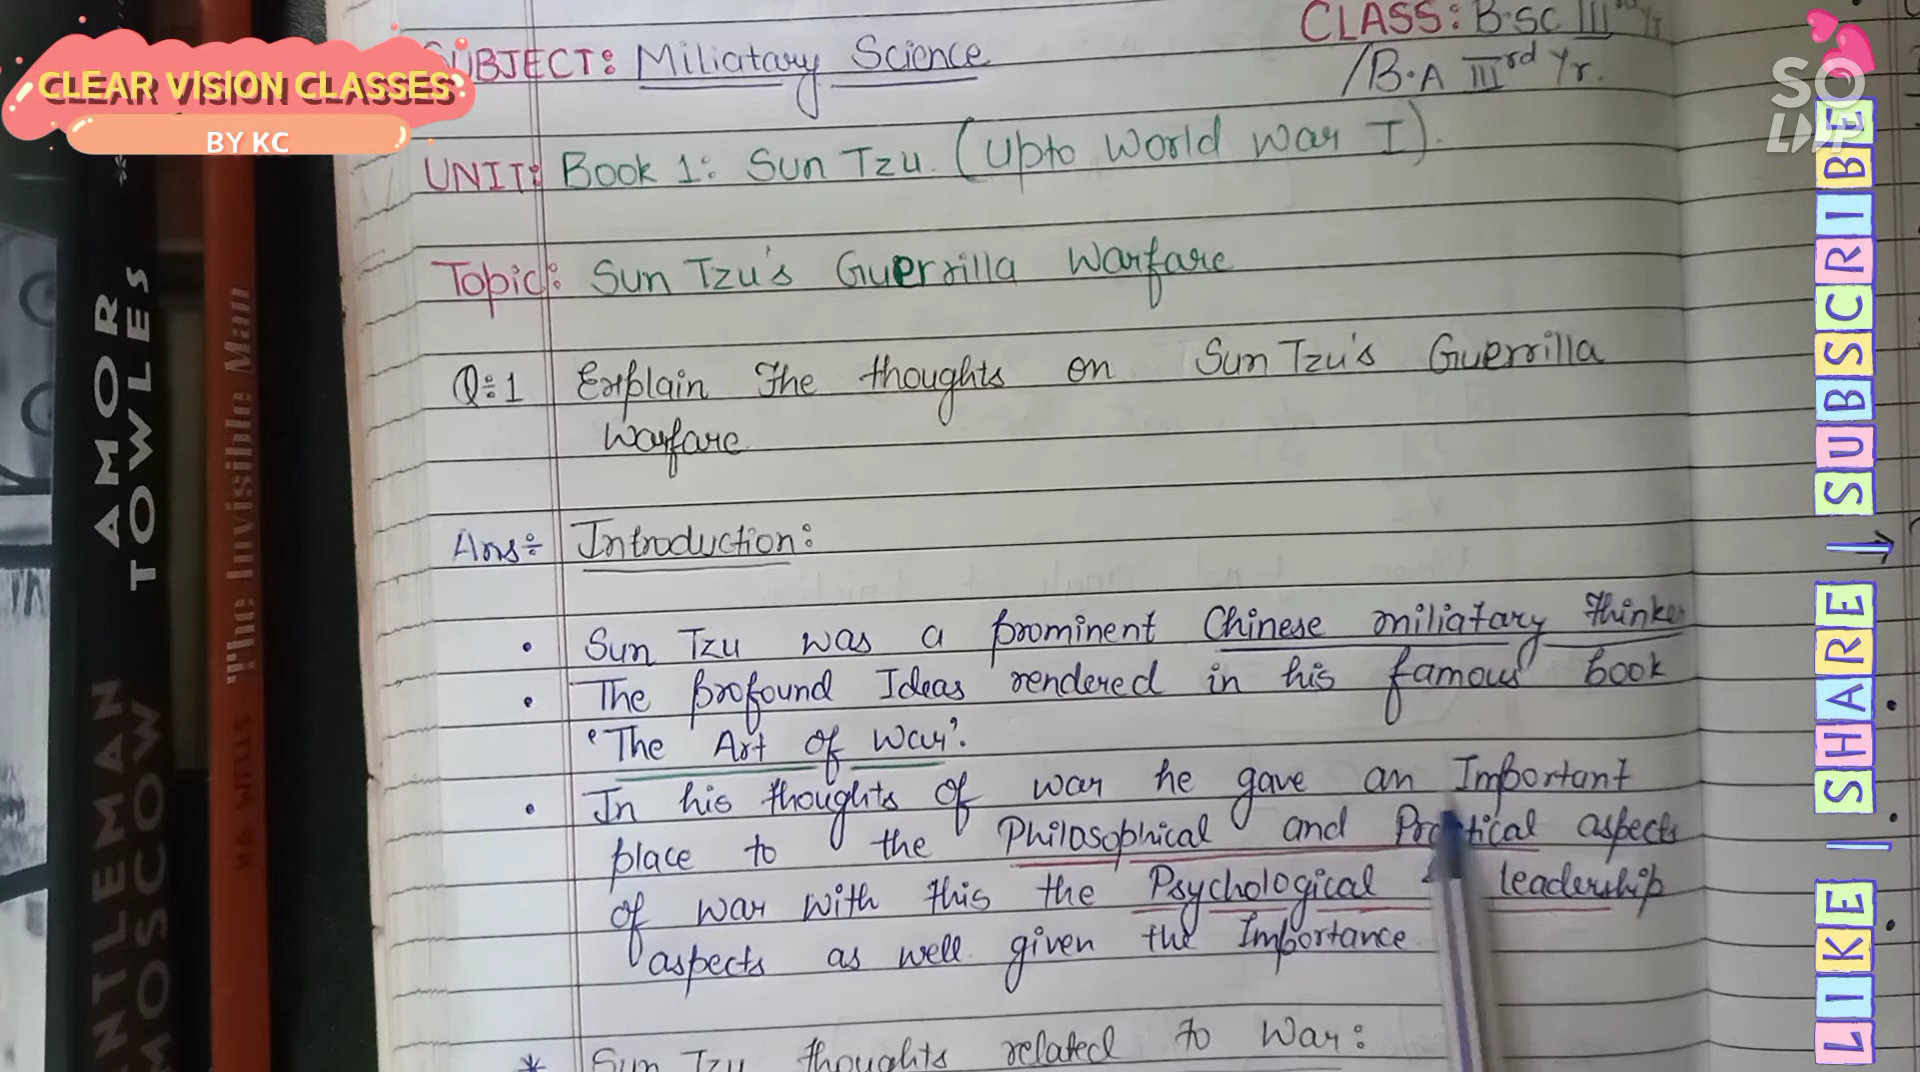 CLEAR VISION CLASSES
BY KC
SUBJECT: Miliatary Science
CLASS: B.SC III
/B.A IIIrd Yr.
UNIT: Book 1: Sun Tzu. (Upto World War I).
Topic: Sun Tzu's Guerrilla Warfare
Q:1 Explain The thoughts on Sun Tzu's Guerrilla
Warfare
Ans÷ Introduction:
• Sun Tzu was a prominent Chinese miliatary thinker
• The profound Ideas rendered in his famous book
'The Art of War'.
• In his thoughts of war he gave an Important
place to the Philosophical and Practical aspects
of war with this the Psychological leadership
aspects as well given the Importance
* Sun Tzu thoughts related to War:
AMOR TOWLES
GENTLEMAN
MOSCOW
The Invisible Man
H.G. WELLS
SOLOOP
LIKE | SHARE | SUBSCRIBE